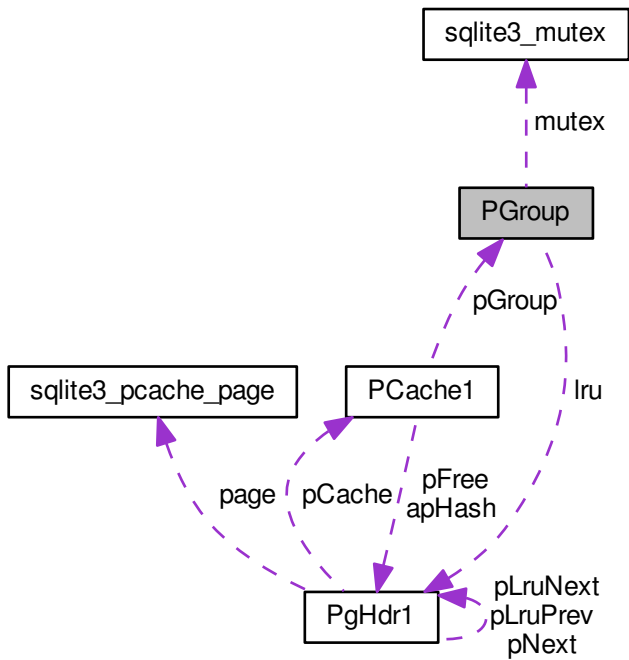 sqlite3_mutex
mutex
PGroup
pGroup
sqlite3_pcache_page
PCache1
lru
page
pCache
pFree
apHash
PgHdr1
pLruNext
pLruPrev
pNext